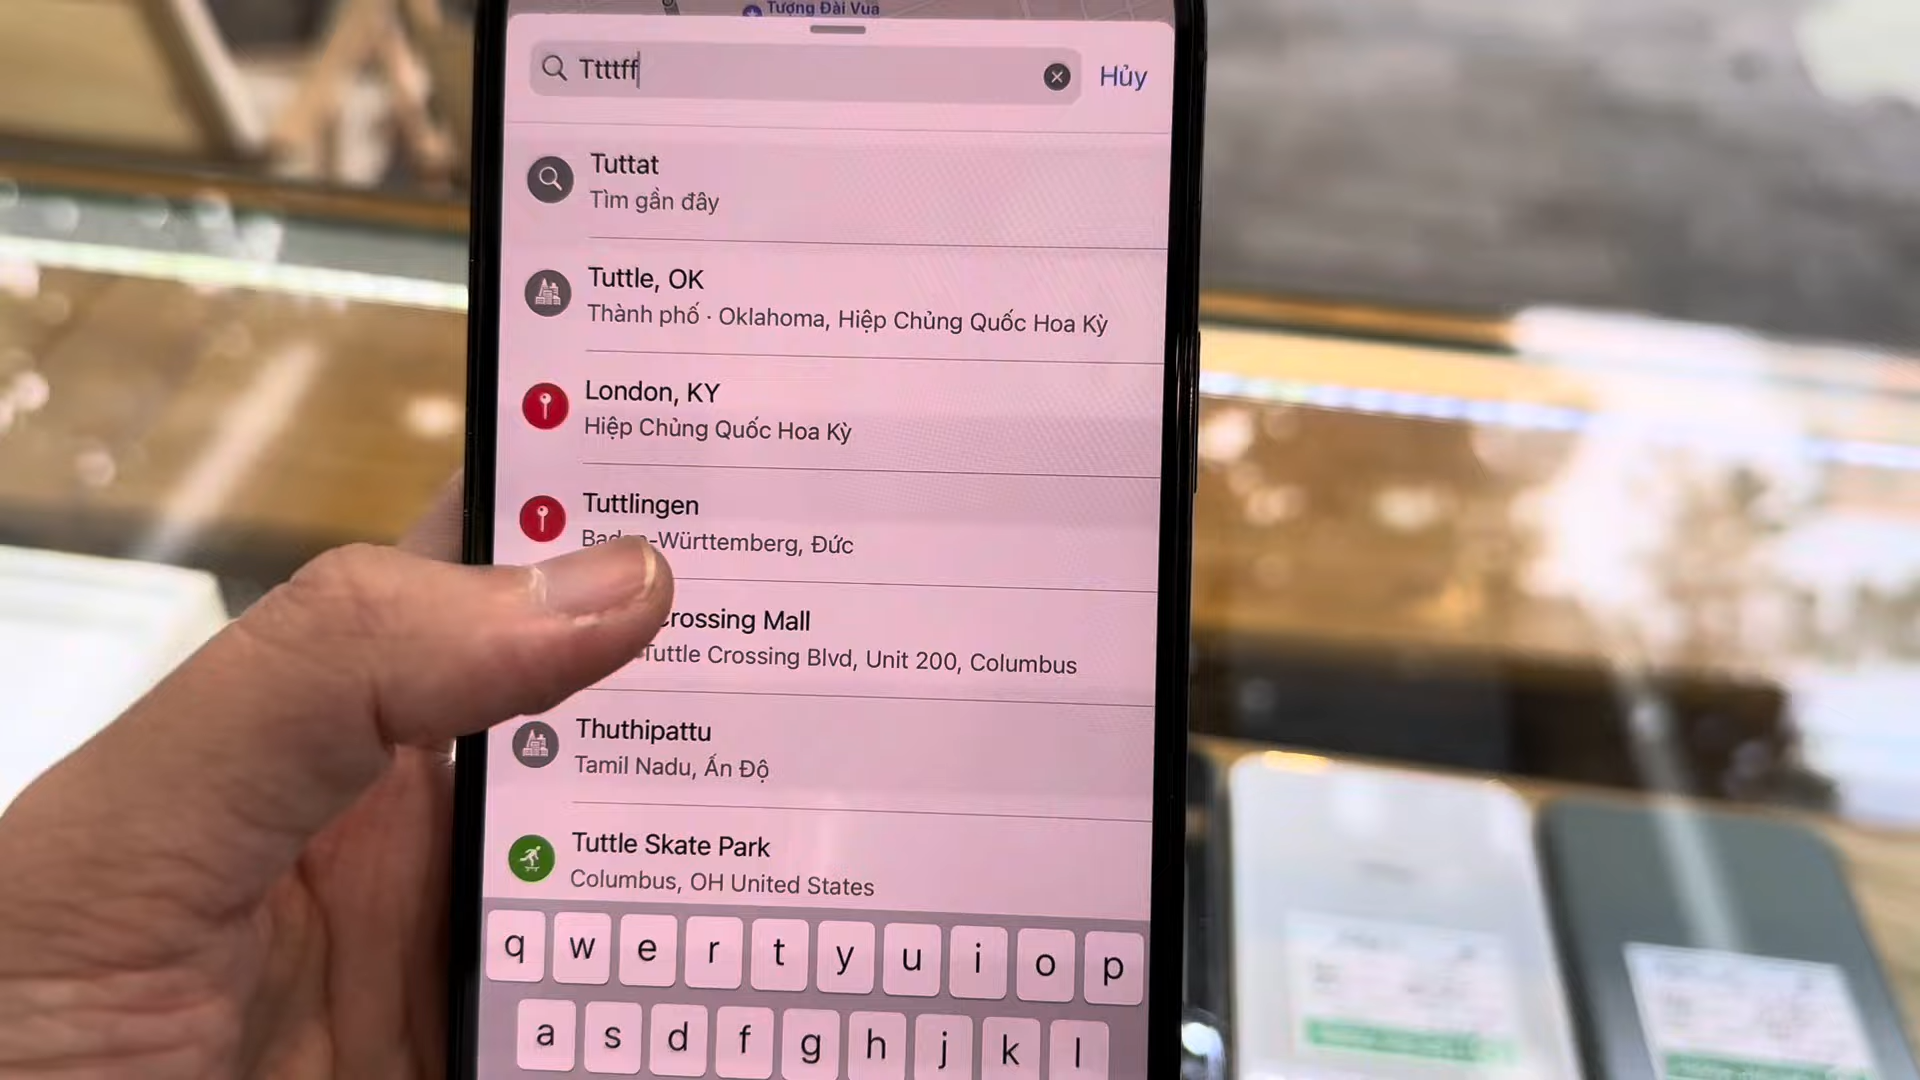 Tượng Đài Vua
Ttttff
Hủy
Tuttat
Tìm gần đây
Tuttle, OK
Thành phố · Oklahoma, Hiệp Chủng Quốc Hoa Kỳ
London, KY
Hiệp Chủng Quốc Hoa Kỳ
Tuttlingen
Baden-Württemberg, Đức
Crossing Mall
Tuttle Crossing Blvd, Unit 200, Columbus
Thuthipattu
Tamil Nadu, Ấn Độ
Tuttle Skate Park
Columbus, OH United States
q w e r t y u i o p
a s d f g h j k l